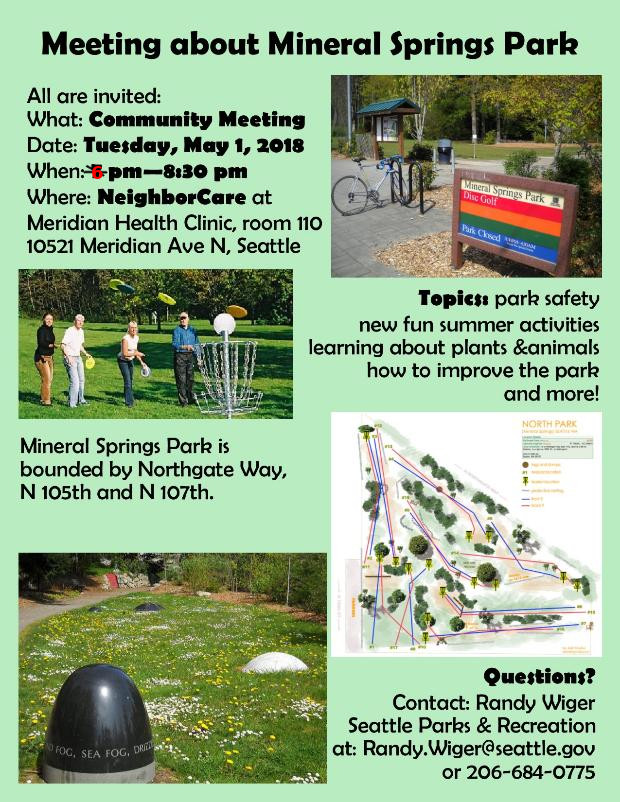 Meeting about Mineral Springs Park
All are invited:
What: Community Meeting
Date: Tuesday, May 1, 2018
When: 6 pm—8:30 pm
Where: NeighborCare at
Meridian Health Clinic, room 110
10521 Meridian Ave N, Seattle
Mineral Springs Park
Disc Golf
Park Closed
Topics: park safety
new fun summer activities
learning about plants &animals
how to improve the park
and more!
Mineral Springs Park is
bounded by Northgate Way,
N 105th and N 107th.
NORTH PARK
FOG, SEA FOG,
Questions?
Contact: Randy Wiger
Seattle Parks & Recreation
at: Randy.Wiger@seattle.gov
or 206-684-0775